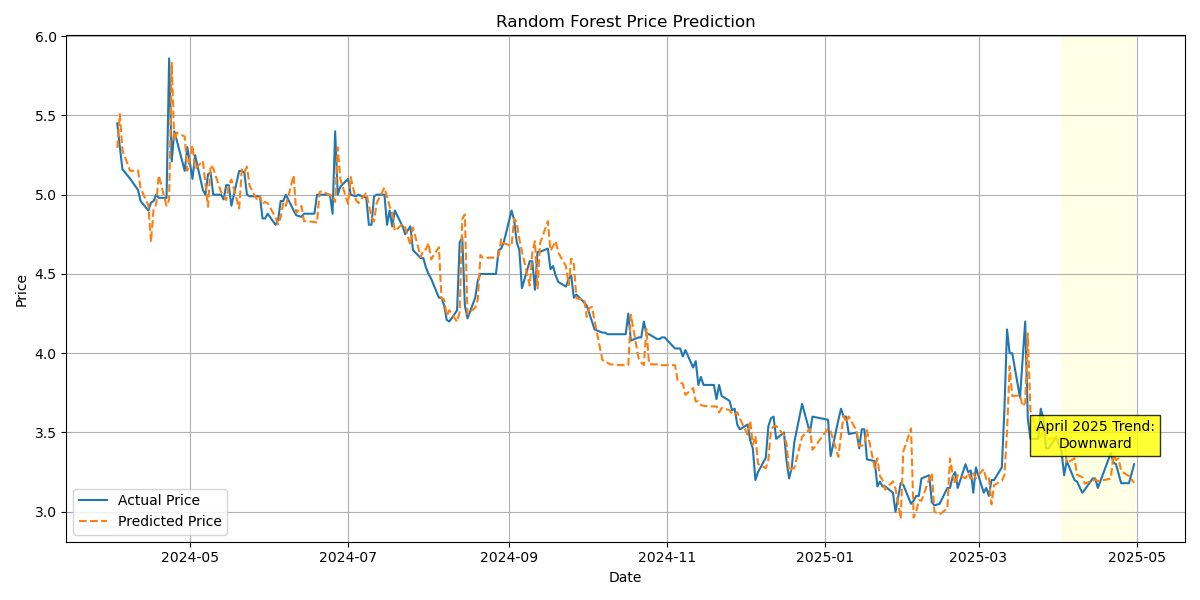 Random Forest Price Prediction
Price
6.0
5.5
5.0
4.5
4.0
3.5
3.0
April 2025 Trend:
Downward
Actual Price
Predicted Price
2024-05
2024-07
2024-09
2024-11
2025-01
2025-03
2025-05
Date